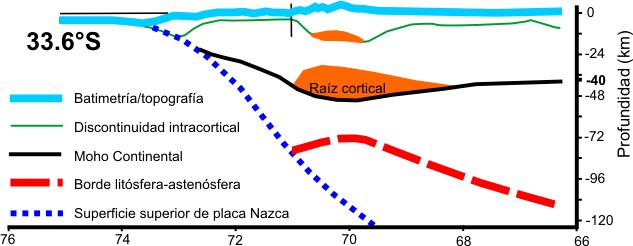 33.6°S
Raíz cortical
Batimetría/topografía
Discontinuidad intracortical
Moho Continental
Borde litósfera-astenósfera
Superficie superior de placa Nazca
0
-24
-40
-48
-72
-96
-120
Profundidad (km)
76 74 72 70 68 66